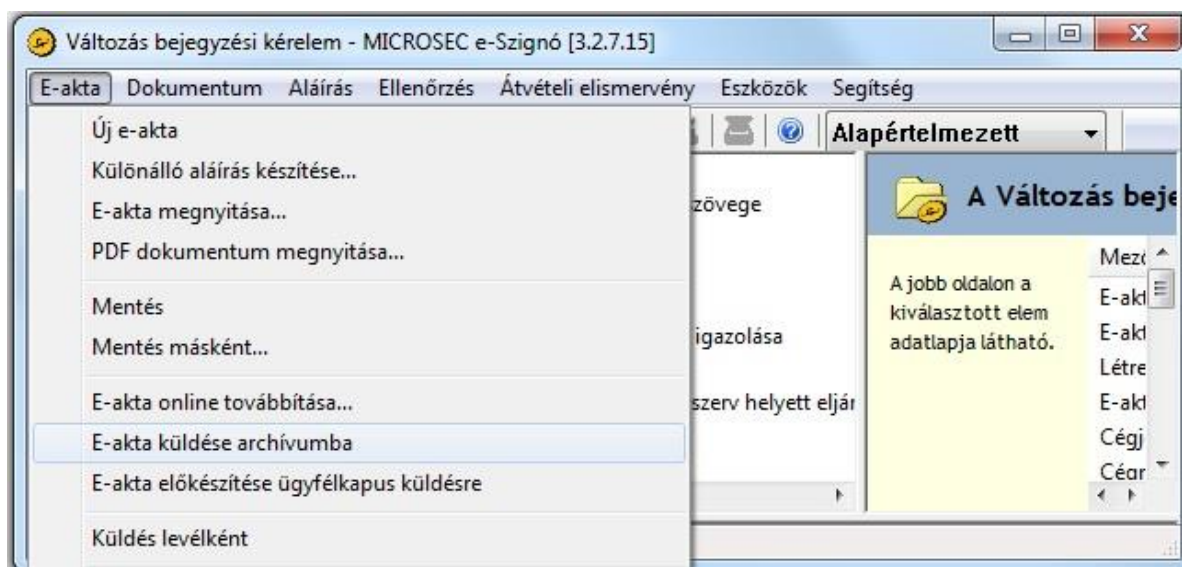 Változás bejegyzési kérelem - MICROSEC e-Szignó [3.2.7.15]
E-akta Dokumentum Aláírás Ellenőrzés Átvételi elismervény Eszközök Segítség
Alapértelmezett
Új e-akta
Különálló aláírás készítése...
E-akta megnyitása...
PDF dokumentum megnyitása...
Mentés
Mentés másként...
E-akta online továbbítása...
E-akta küldése archívumba
E-akta előkészítése ügyfélkapus küldésre
Küldés levélként
zövege
igazolása
szerv helyett eljár
A Változás beje
A jobb oldalon a
kiválasztott elem
adatlapja látható.
Mező
E-akt
E-akt
Létre
E-akt
Cégj